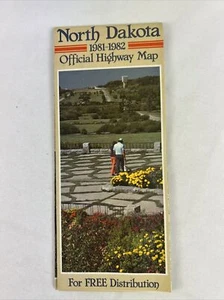 North Dakota
1981-1982
Official Highway Map
For FREE Distribution